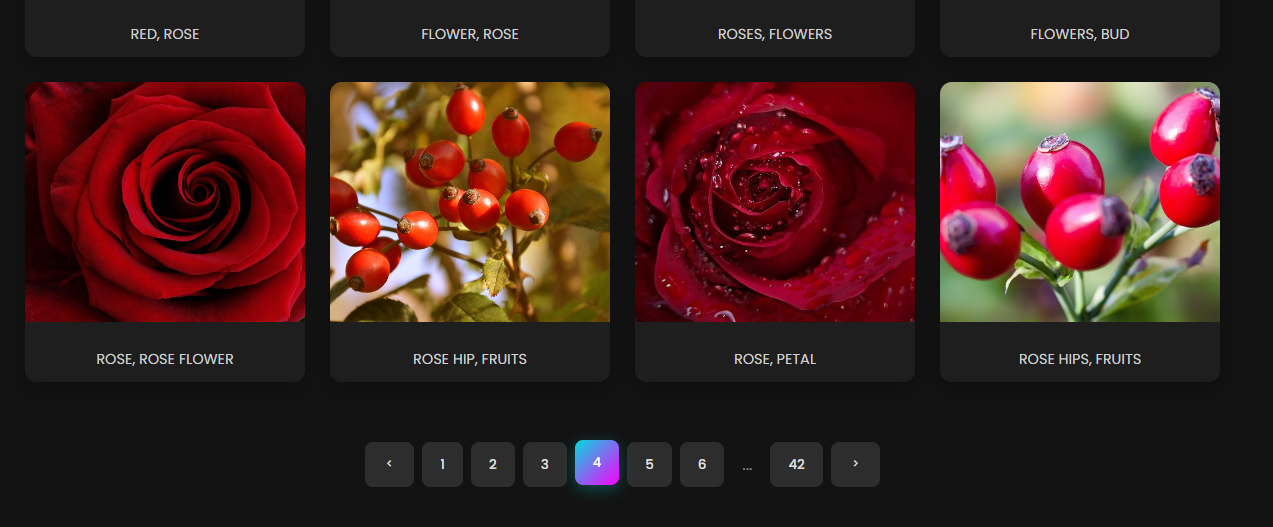 RED, ROSE
FLOWER, ROSE
ROSES, FLOWERS
FLOWERS, BUD
ROSE, ROSE FLOWER
ROSE HIP, FRUITS
ROSE, PETAL
ROSE HIPS, FRUITS
‹ 1 2 3 4 5 6 ... 42 ›